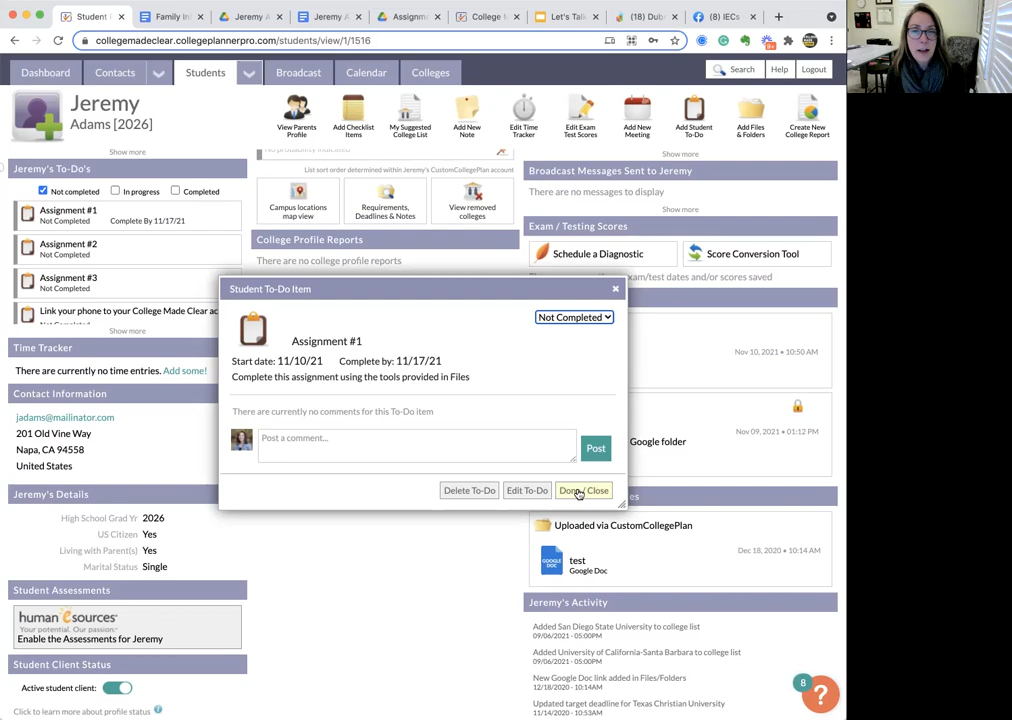 Student
Family In
Jeremy A
Jeremy A
Assignm
College M
Let's Talk
(18) Dub
(8) IECs
collegemadeclear.collegeplannerpro.com/students/view/1/1516
Dashboard
Contacts
Students
Broadcast
Calendar
Colleges
Search
Help
Logout
Jeremy
Adams [2026]
View Parents
Profile
Add Checklist
Items
My Suggested
College List
Add New
Note
Edit Time
Tracker
Edit Exam
Test Scores
Add New
Meeting
Add Student
To-Do
Add Files
& Folders
Create New
College Report
Show more
Jeremy's To-Do's
Not completed
In progress
Completed
Assignment #1
Not Completed
Complete By 11/17/21
Assignment #2
Not Completed
Assignment #3
Not Completed
Link your phone to your College Made Clear ac
Not Completed
Show more
Time Tracker
There are currently no time entries. Add some!
Contact Information
jadams@mailinator.com
201 Old Vine Way
Napa, CA 94558
United States
Jeremy's Details
High School Grad Yr 2026
US Citizen Yes
Living with Parent(s) Yes
Marital Status Single
Student Assessments
human esources
Your potential. Our passion.
Enable the Assessments for Jeremy
Student Client Status
Active student client:
Click to learn more about profile status
No probability indicated
List sort order determined within Jeremy's CustomCollegePlan account
Campus locations
map view
Requirements,
Deadlines & Notes
View removed
colleges
College Profile Reports
There are no college profile reports
Student To-Do Item
Not Completed
Assignment #1
Start date: 11/10/21 Complete by: 11/17/21
Complete this assignment using the tools provided in Files
There are currently no comments for this To-Do item
Post a comment...
Post
Delete To-Do
Edit To-Do
Done / Close
Show more
Broadcast Messages Sent to Jeremy
There are no messages to display
Show more
Exam / Testing Scores
Schedule a Diagnostic
Score Conversion Tool
exam/test dates and/or scores saved
Nov 10, 2021 • 10:50 AM
Nov 09, 2021 • 01:12 PM
Google folder
es
Uploaded via CustomCollegePlan
GOOGLE
DOC
test
Google Doc
Dec 18, 2020 • 10:14 AM
Jeremy's Activity
Added San Diego State University to college list
09/06/2021 - 05:00PM
Added University of California-Santa Barbara to college list
09/06/2021 - 05:00PM
New Google Doc link added in Files/Folders
12/18/2020 - 10:14AM
Updated target deadline for Texas Christian University
11/14/2020 - 10:53AM
8
?